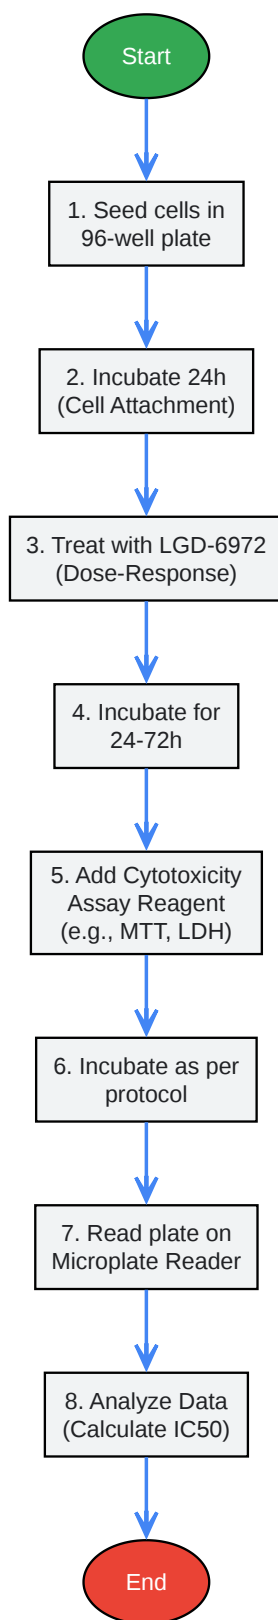 Start
1. Seed cells in
96-well plate
2. Incubate 24h
(Cell Attachment)
3. Treat with LGD-6972
(Dose-Response)
4. Incubate for
24-72h
5. Add Cytotoxicity
Assay Reagent
(e.g., MTT, LDH)
6. Incubate as per
protocol
7. Read plate on
Microplate Reader
8. Analyze Data
(Calculate IC50)
End